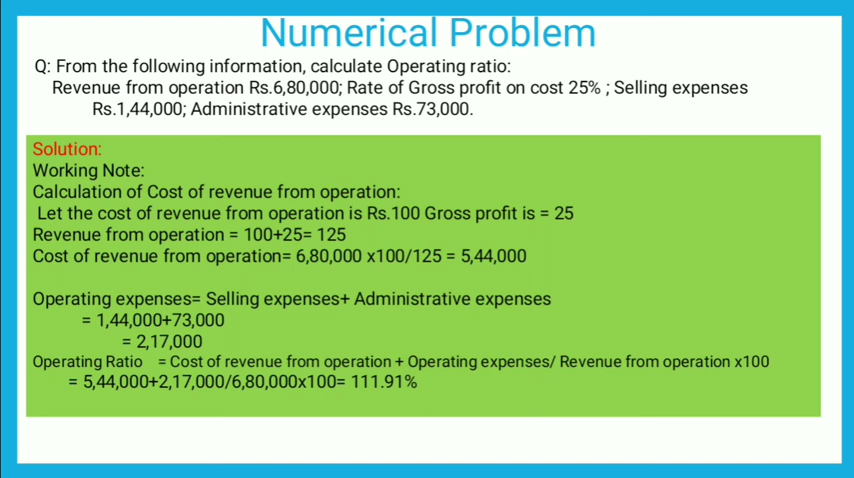 Numerical Problem
Q: From the following information, calculate Operating ratio:
Revenue from operation Rs.6,80,000; Rate of Gross profit on cost 25% ; Selling expenses
Rs.1,44,000; Administrative expenses Rs.73,000.
Solution:
Working Note:
Calculation of Cost of revenue from operation:
Let the cost of revenue from operation is Rs.100 Gross profit is = 25
Revenue from operation = 100+25= 125
Cost of revenue from operation= 6,80,000 x100/125 = 5,44,000
Operating expenses= Selling expenses+ Administrative expenses
= 1,44,000+73,000
= 2,17,000
Operating Ratio = Cost of revenue from operation + Operating expenses/ Revenue from operation x100
= 5,44,000+2,17,000/6,80,000x100= 111.91%